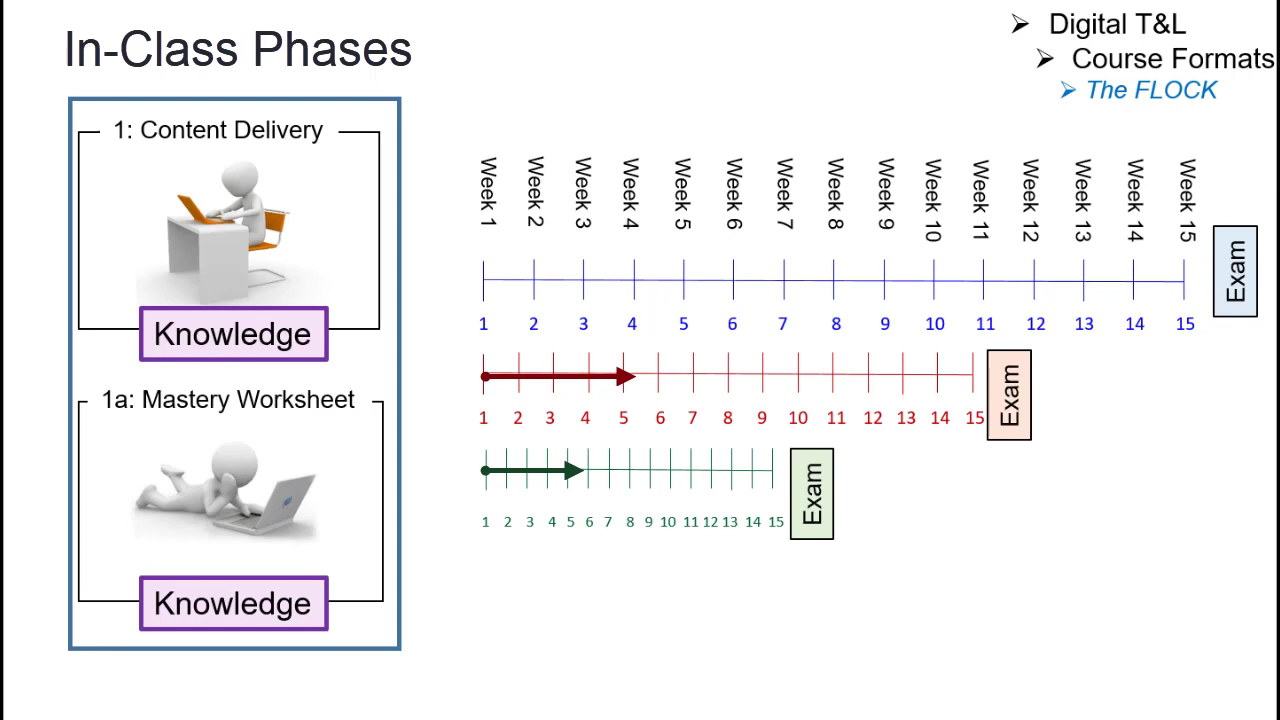 In-Class Phases
➢ Digital T&L
➢ Course Formats
➢ The FLOCK
1: Content Delivery
Knowledge
1a: Mastery Worksheet
Knowledge
Week 1 Week 2 Week 3 Week 4 Week 5 Week 6 Week 7 Week 8 Week 9 Week 10 Week 11 Week 12 Week 13 Week 14 Week 15
Exam
1 2 3 4 5 6 7 8 9 10 11 12 13 14 15
Exam
1 2 3 4 5 6 7 8 9 10 11 12 13 14 15
Exam
1 2 3 4 5 6 7 8 9 10 11 12 13 14 15